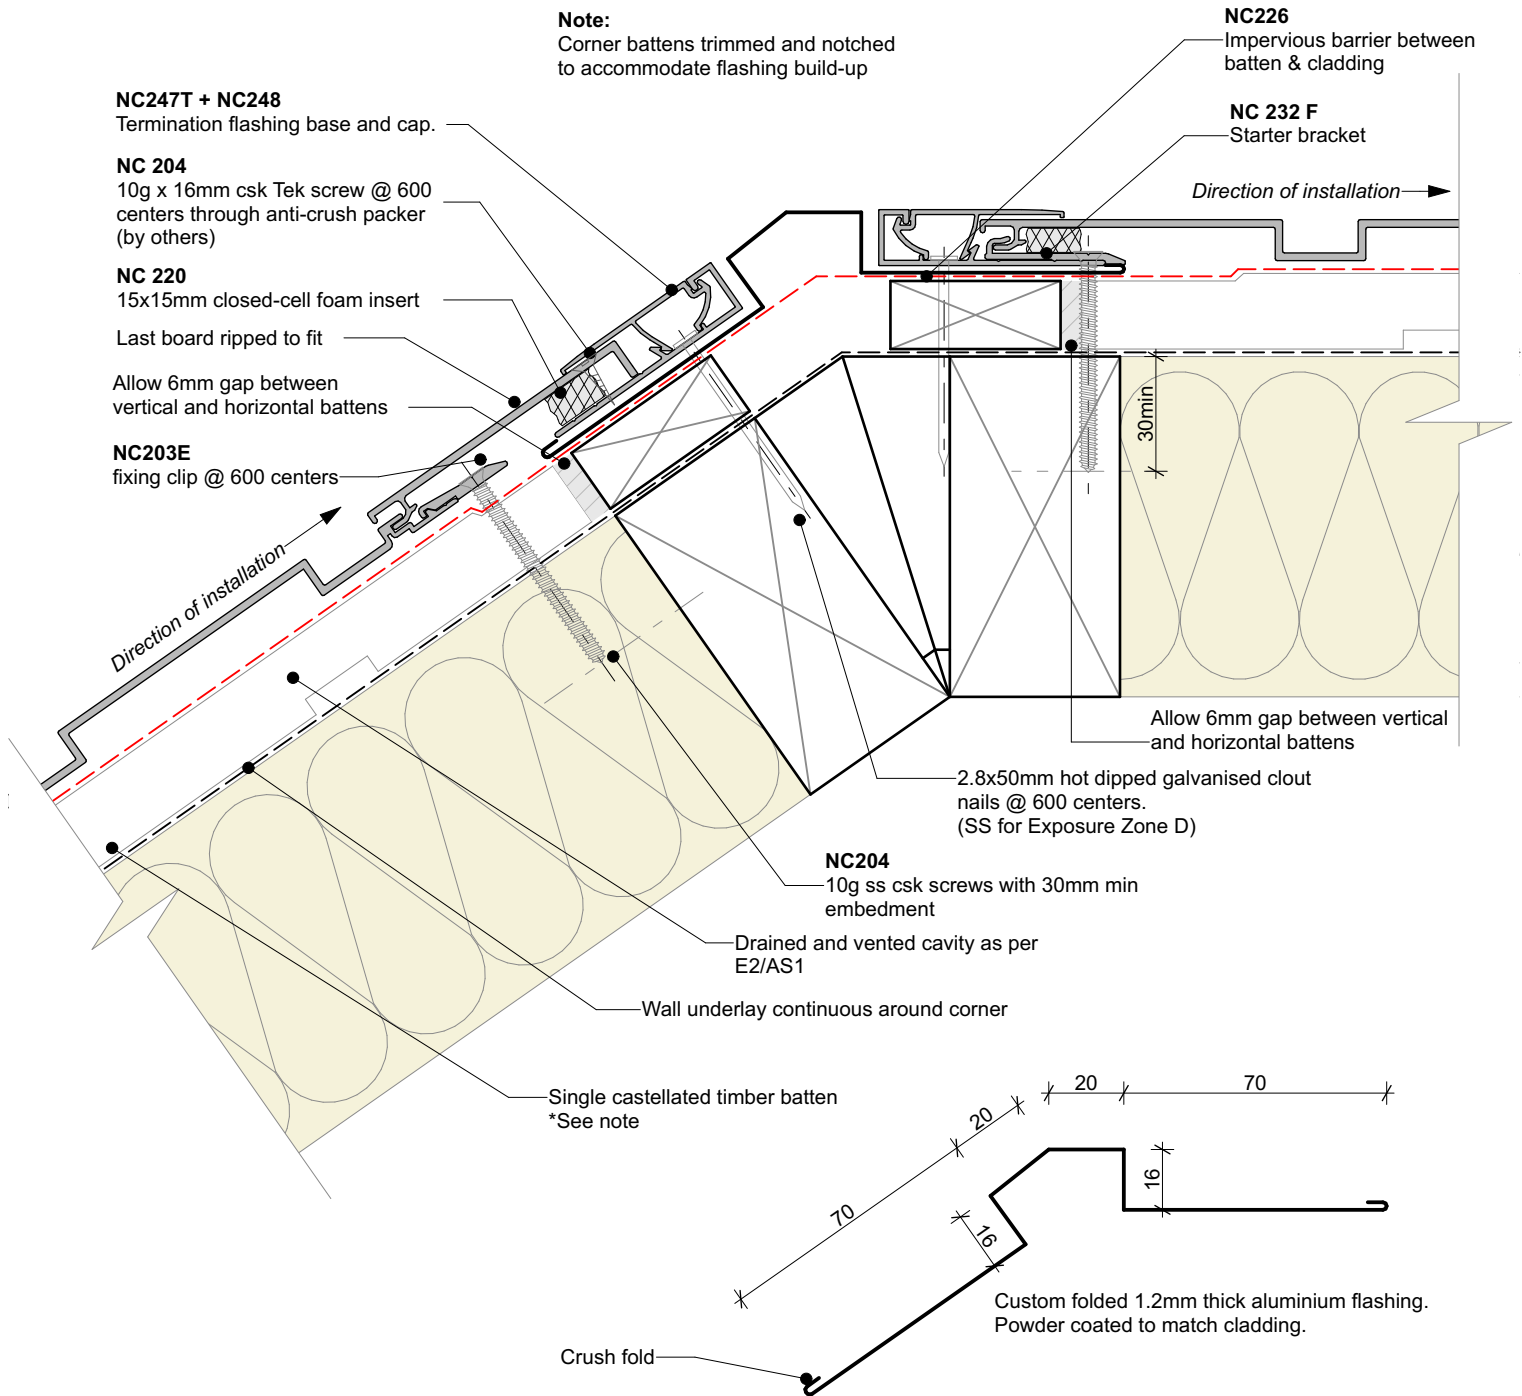 Note:
Corner battens trimmed and notched
to accommodate flashing build-up
NC226
Impervious barrier between
batten & cladding
NC 232 F
Starter bracket
Direction of installation
NC247T + NC248
Termination flashing base and cap.
NC 204
10g x 16mm csk Tek screw @ 600
centers through anti-crush packer
(by others)
NC 220
15x15mm closed-cell foam insert
Last board ripped to fit
Allow 6mm gap between
vertical and horizontal battens
NC203E
fixing clip @ 600 centers
Direction of installation
30min
Allow 6mm gap between vertical
and horizontal battens
2.8x50mm hot dipped galvanised clout
nails @ 600 centers.
(SS for Exposure Zone D)
NC204
10g ss csk screws with 30mm min
embedment
Drained and vented cavity as per
E2/AS1
Wall underlay continuous around corner
Single castellated timber batten
*See note
20
70
20
16
70
16
Custom folded 1.2mm thick aluminium flashing.
Powder coated to match cladding.
Crush fold